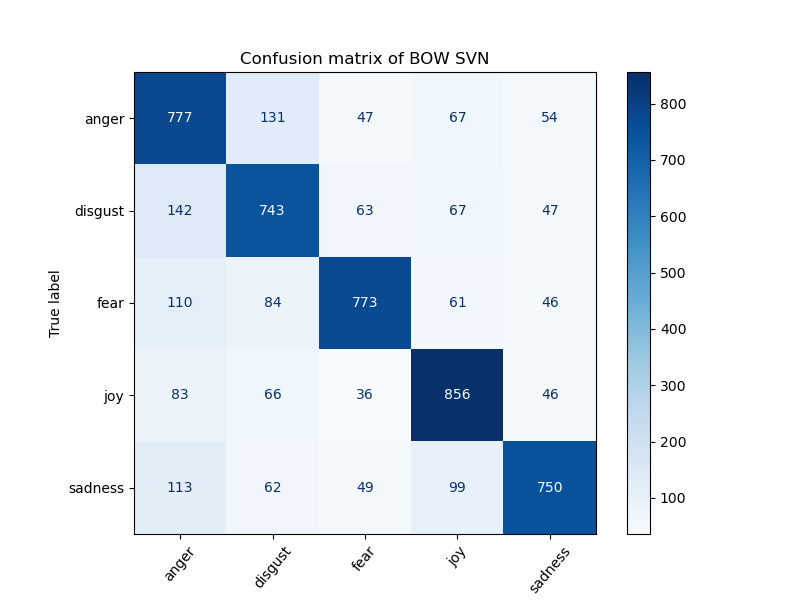 Confusion matrix of BOW SVN
True label
anger 777 131 47 67 54
disgust 142 743 63 67 47
fear 110 84 773 61 46
joy 83 66 36 856 46
sadness 113 62 49 99 750
anger disgust fear joy sadness
800
700
600
500
400
300
200
100